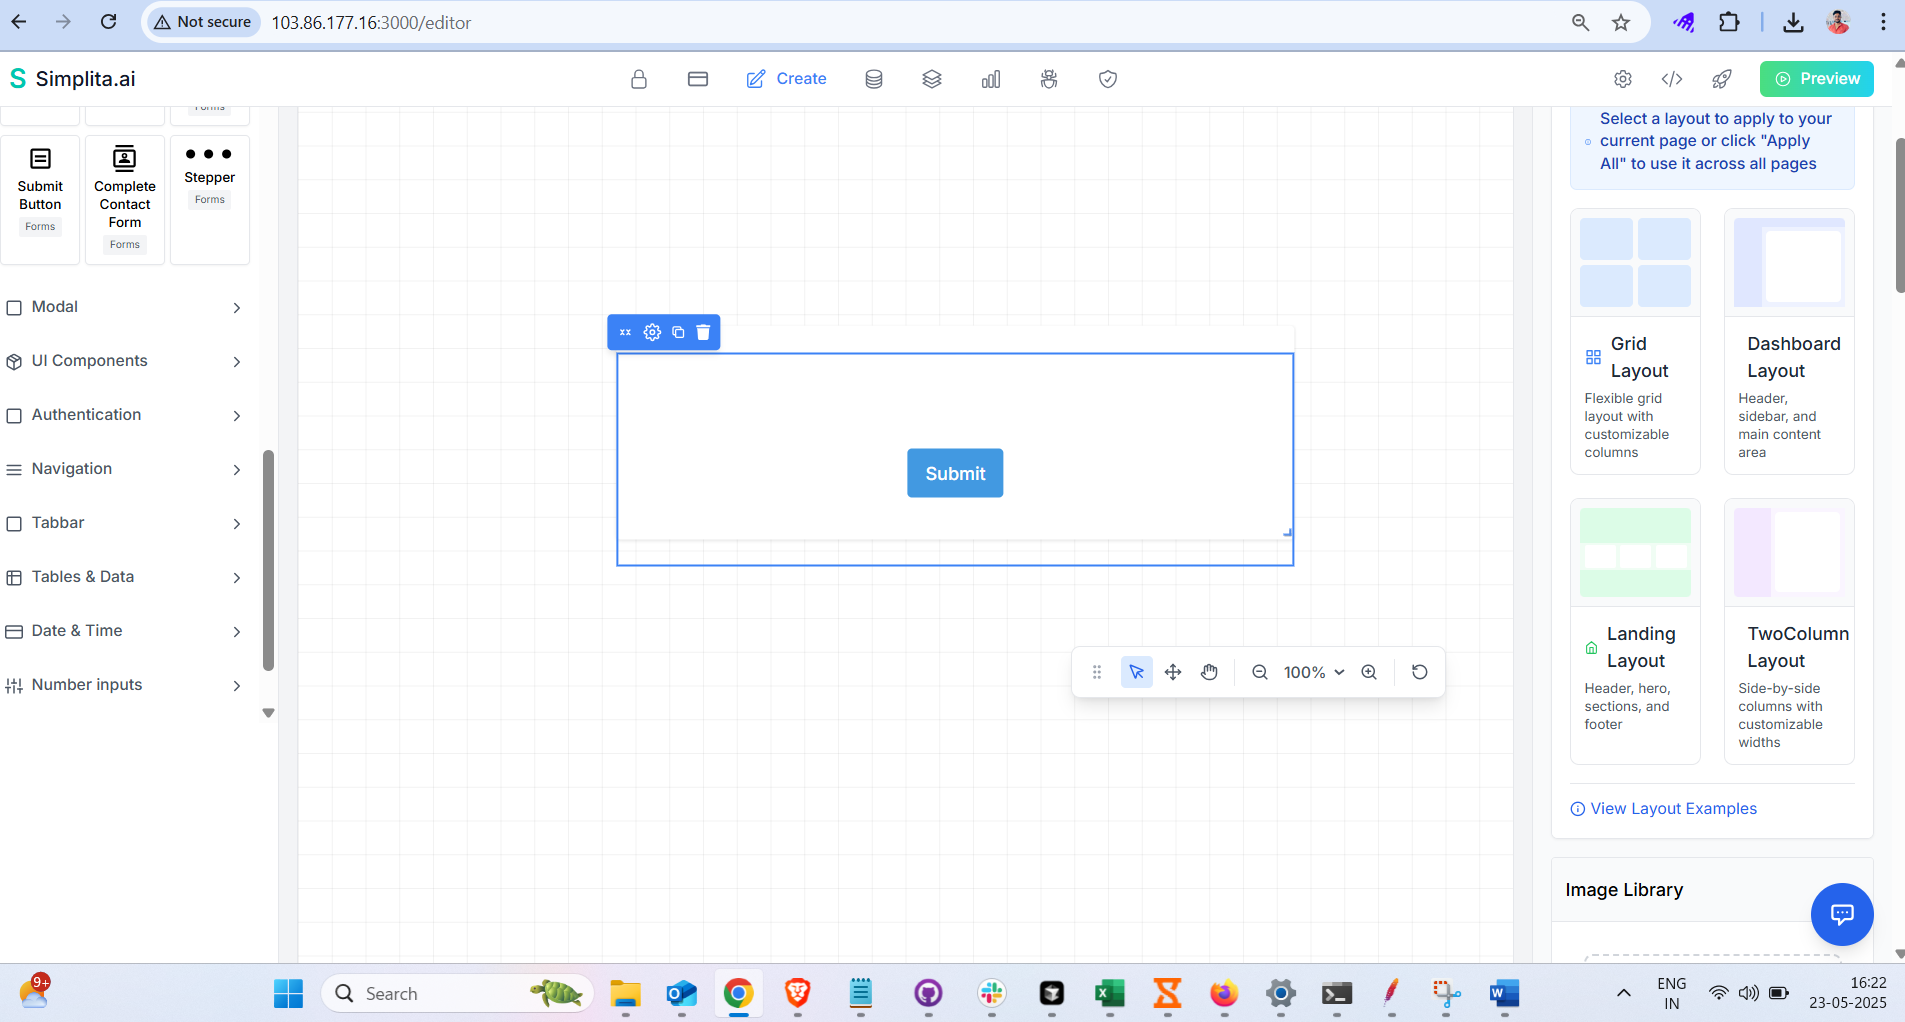 Not secure
103.86.177.16:3000/editor
S Simplita.ai
Create
Preview
Forms
Submit
Button
Forms
Complete
Contact
Form
Forms
Stepper
Forms
Modal
UI Components
Authentication
Navigation
Tabbar
Tables & Data
Date & Time
Number inputs
Submit
100%
Select a layout to apply to your
current page or click "Apply
All" to use it across all pages
Grid
Layout
Flexible grid
layout with
customizable
columns
Dashboard
Layout
Header,
sidebar, and
main content
area
Landing
Layout
Header, hero,
sections, and
footer
TwoColumn
Layout
Side-by-side
columns with
customizable
widths
View Layout Examples
Image Library
9+
Search
ENG
IN
16:22
23-05-2025